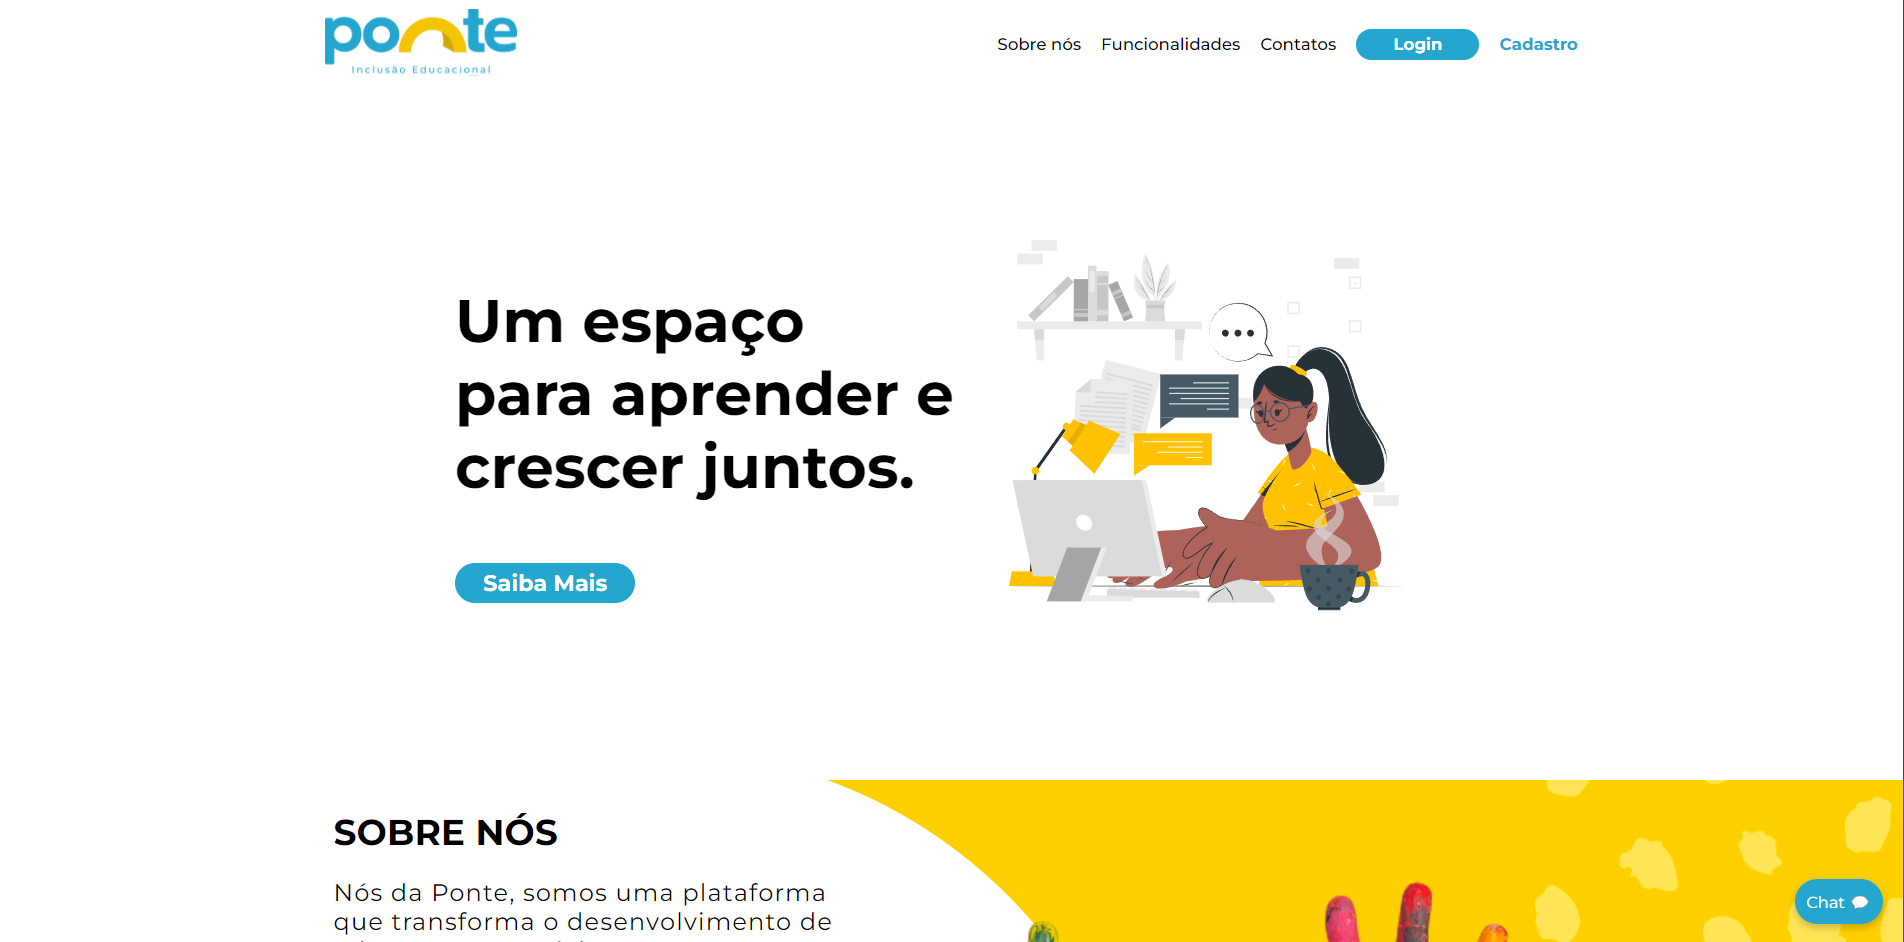 ponte
Inclusão Educacional
Sobre nós
Funcionalidades
Contatos
Login
Cadastro
Um espaço
para aprender e
crescer juntos.
Saiba Mais
SOBRE NÓS
Nós da Ponte, somos uma plataforma
que transforma o desenvolvimento de
Chat